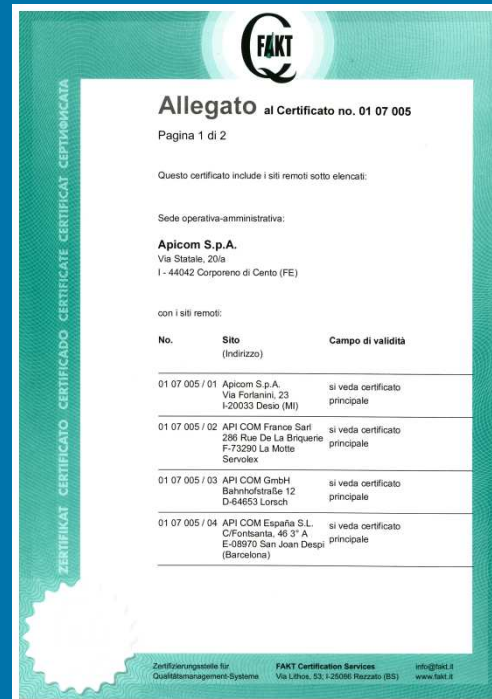 FAKT
Allegato al Certificato no. 01 07 005
Pagina 1 di 2
Questo certificato include i siti remoti sotto elencati:
Sede operativa-amministrativa:
Apicom S.p.A.
Via Statale, 20/a
I - 44042 Corporeno di Cento (FE)
con i siti remoti:
No. Sito Campo di validità
(Indirizzo)
01 07 005 / 01 Apicom S.p.A. si veda certificato
Via Forlanini, 23 principale
I-20033 Desio (MI)
01 07 005 / 02 API COM France Sarl si veda certificato
286 Rue De La Briquerie principale
F-73290 La Motte
Servolex
01 07 005 / 03 API COM GmbH si veda certificato
Bahnhofstraße 12 principale
D-64653 Lorsch
01 07 005 / 04 API COM España S.L. si veda certificato
C/Fontsanta, 46 3° A principale
E-08970 San Joan Despi
(Barcelona)
ZERTIFIKAT CERTIFICATO CERTIFICADO CERTIFICATE CERTIFICAT СЕРТИФИКАТА
Zertifizierungsstelle für FAKT Certification Services info@fakt.it
Qualitätsmanagement-Systeme Via Lithos, 53; I-25086 Rezzato (BS) www.fakt.it